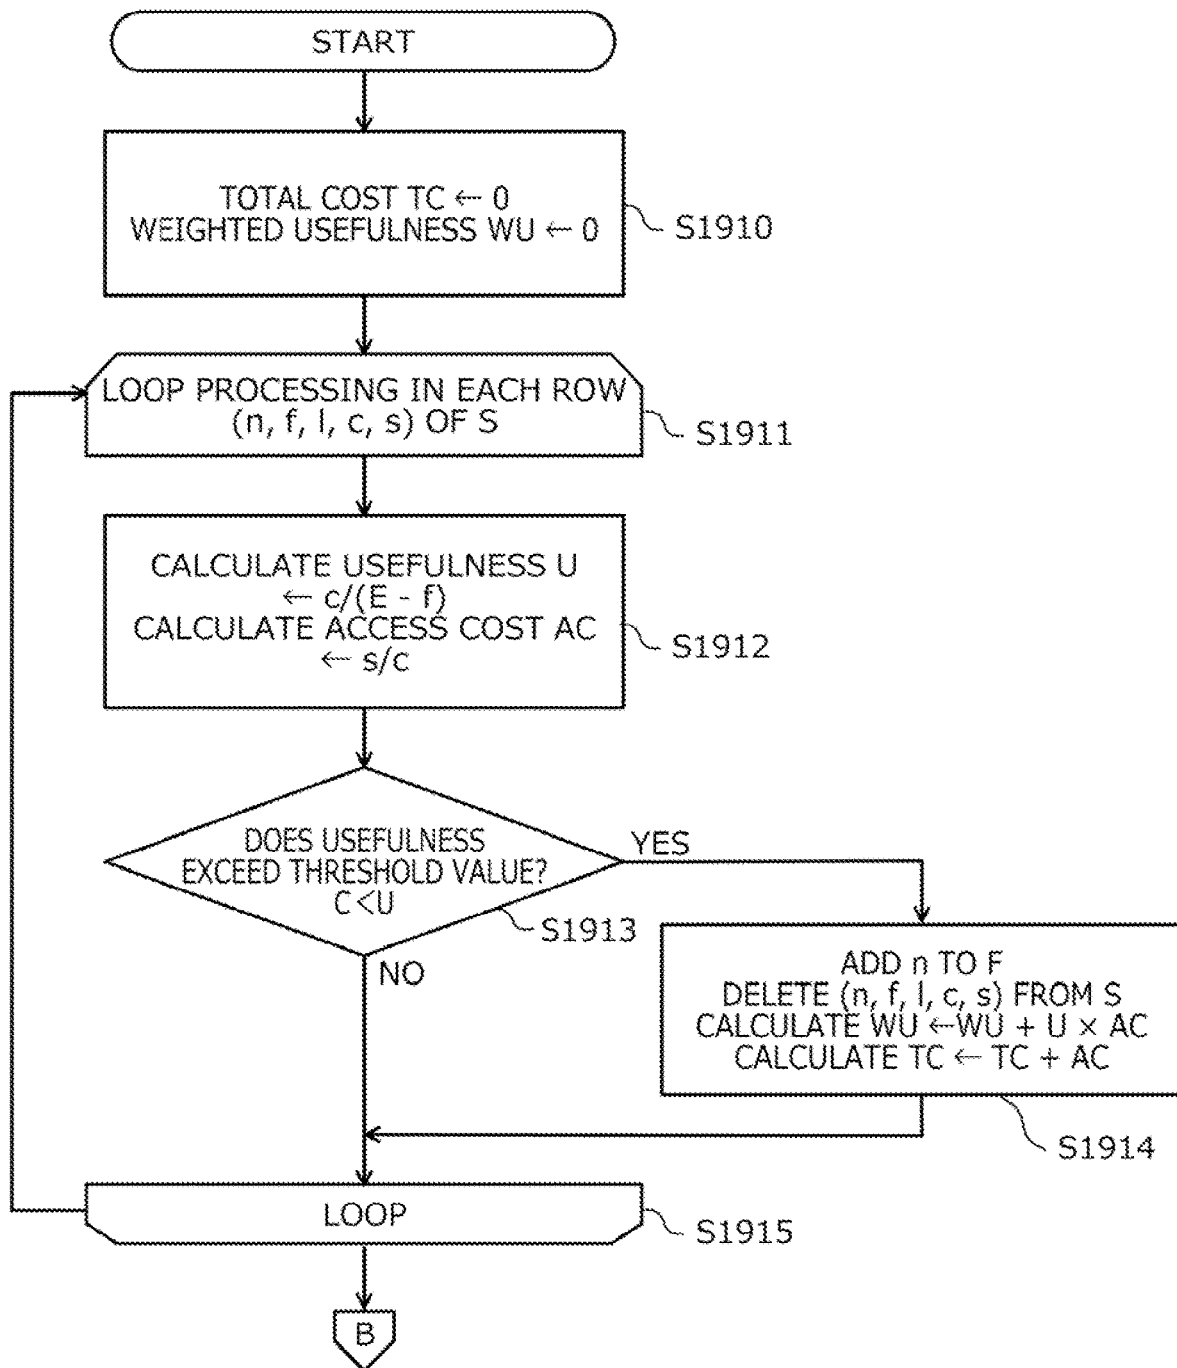 START
TOTAL COST TC ← 0
WEIGHTED USEFULNESS WU ← 0
S1910
LOOP PROCESSING IN EACH ROW
(n, f, l, c, s) OF S
S1911
CALCULATE USEFULNESS U
← c/(E - f)
CALCULATE ACCESS COST AC
← s/c
S1912
DOES USEFULNESS
EXCEED THRESHOLD VALUE?
C<U
YES
S1913
NO
ADD n TO F
DELETE (n, f, l, c, s) FROM S
CALCULATE WU ←WU + U × AC
CALCULATE TC ← TC + AC
S1914
LOOP
S1915
B